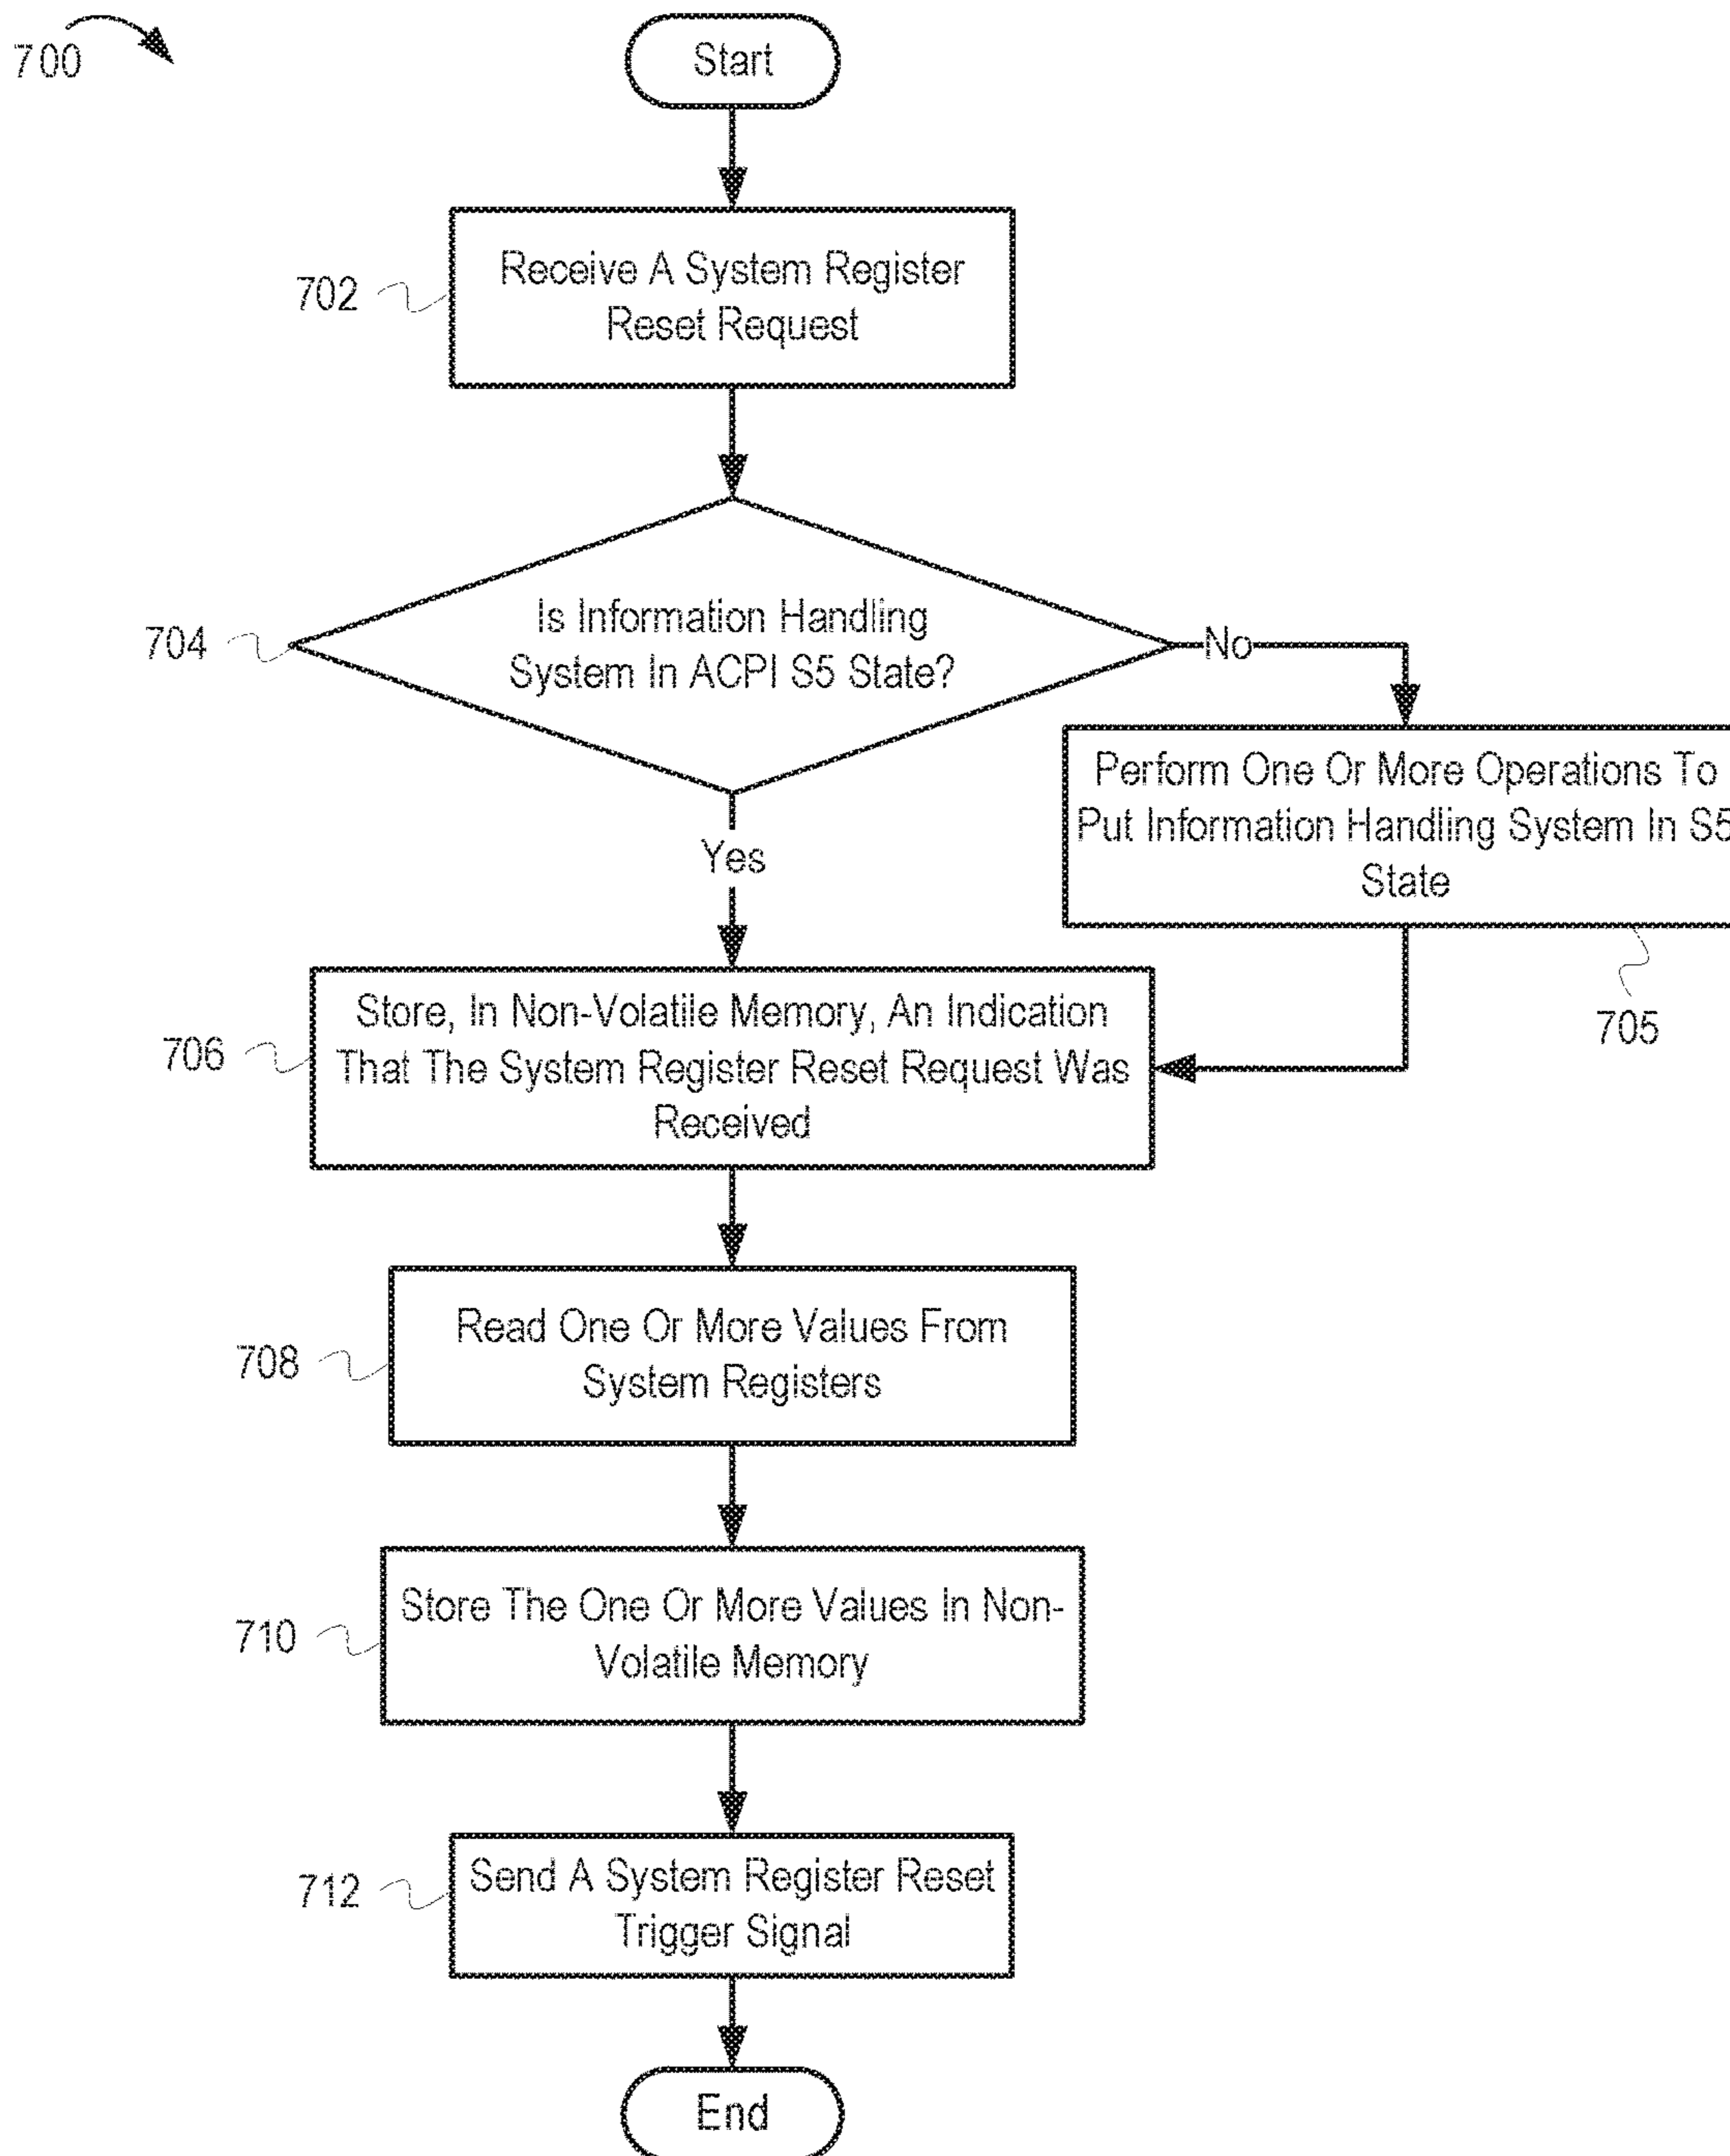 700
Start
702
Receive A System Register
Reset Request
704
Is Information Handling
System In ACPI S5 State?
No
Perform One Or More Operations To
Put Information Handling System In S5
State
Yes
705
706
Store, In Non-Volatile Memory, An Indication
That The System Register Reset Request Was
Received
708
Read One Or More Values From
System Registers
710
Store The One Or More Values In Non-
Volatile Memory
712
Send A System Register Reset
Trigger Signal
End